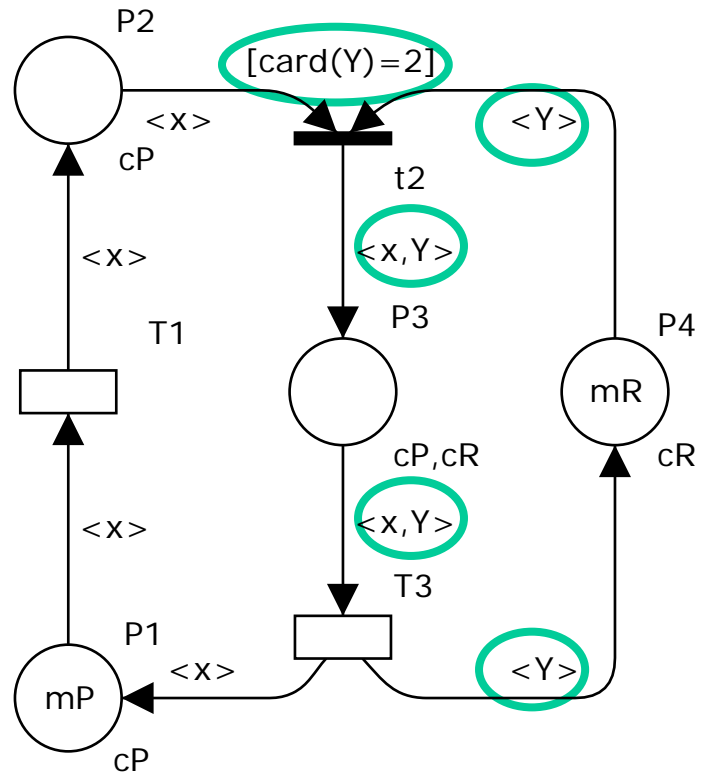 P2
[card(Y)=2]
<x>
<Y>
cP
t2
<x>
<x,Y>
P3
P4
T1
mR
cP,cR
cR
<x>
<x,Y>
T3
P1
<x>
<Y>
mP
cP